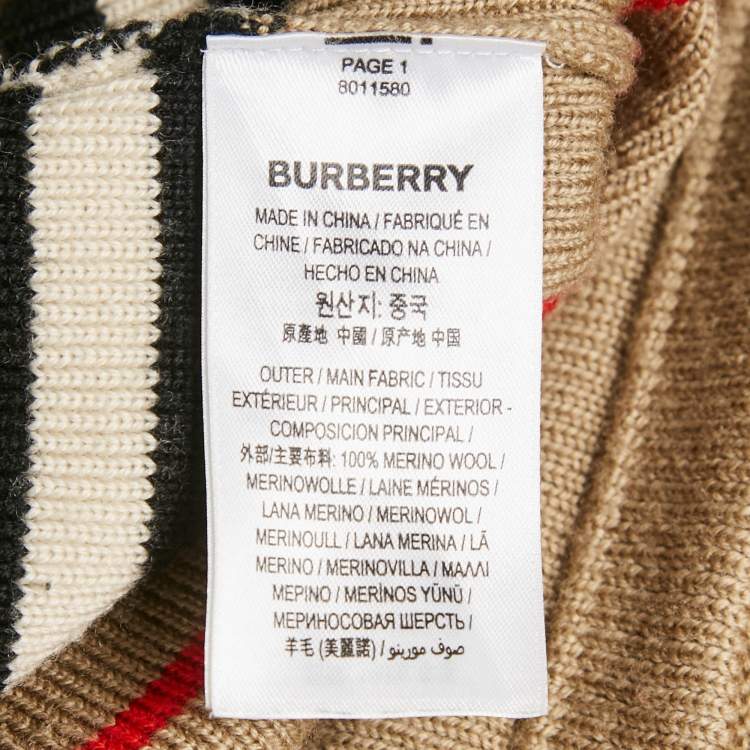 PAGE 1
8011580
BURBERRY
MADE IN CHINA / FABRIQUÉ EN
CHINE / FABRICADO NA CHINA /
HECHO EN CHINA
원산지: 중국
原產地 中國 / 原产地 中国
OUTER / MAIN FABRIC / TISSU
EXTÉRIEUR / PRINCIPAL / EXTERIOR -
COMPOSICION PRINCIPAL /
外部/主要布料: 100% MERINO WOOL /
MERINOWOLLE / LAINE MÉRINOS /
LANA MERINO / MERINOWOL /
MERINOULL / LANA MERINA / LÃ
MERINO / MERINOVILLA / ΜΑΛΛΙ
ΜΕΡΙΝΟ / MERİNOS YÜNÜ /
МЕРИНОСОВАЯ ШЕРСТЬ /
羊毛 (美麗諾) / صوف مورينو